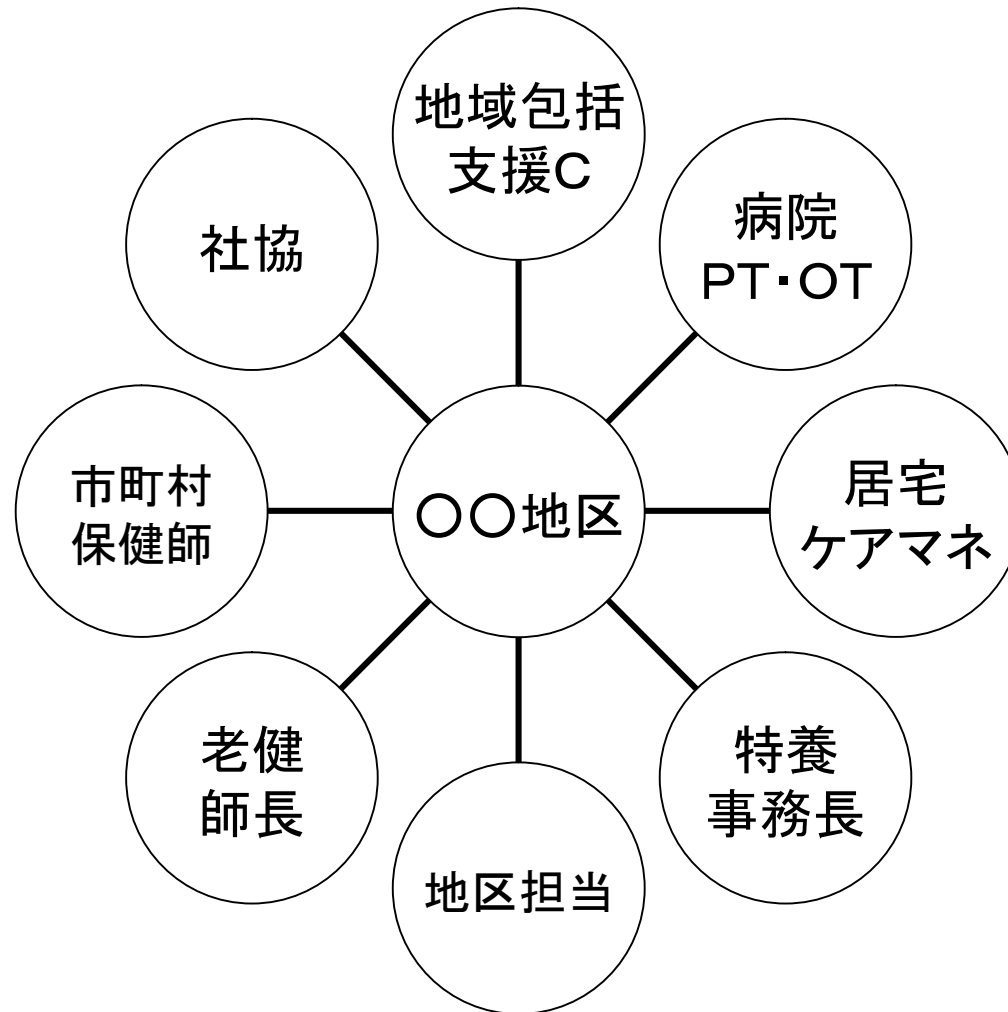 地域包括
支援C
病院
PT・OT
社協
居宅
ケアマネ
市町村
保健師
〇〇地区
老健
師長
特養
事務長
地区担当